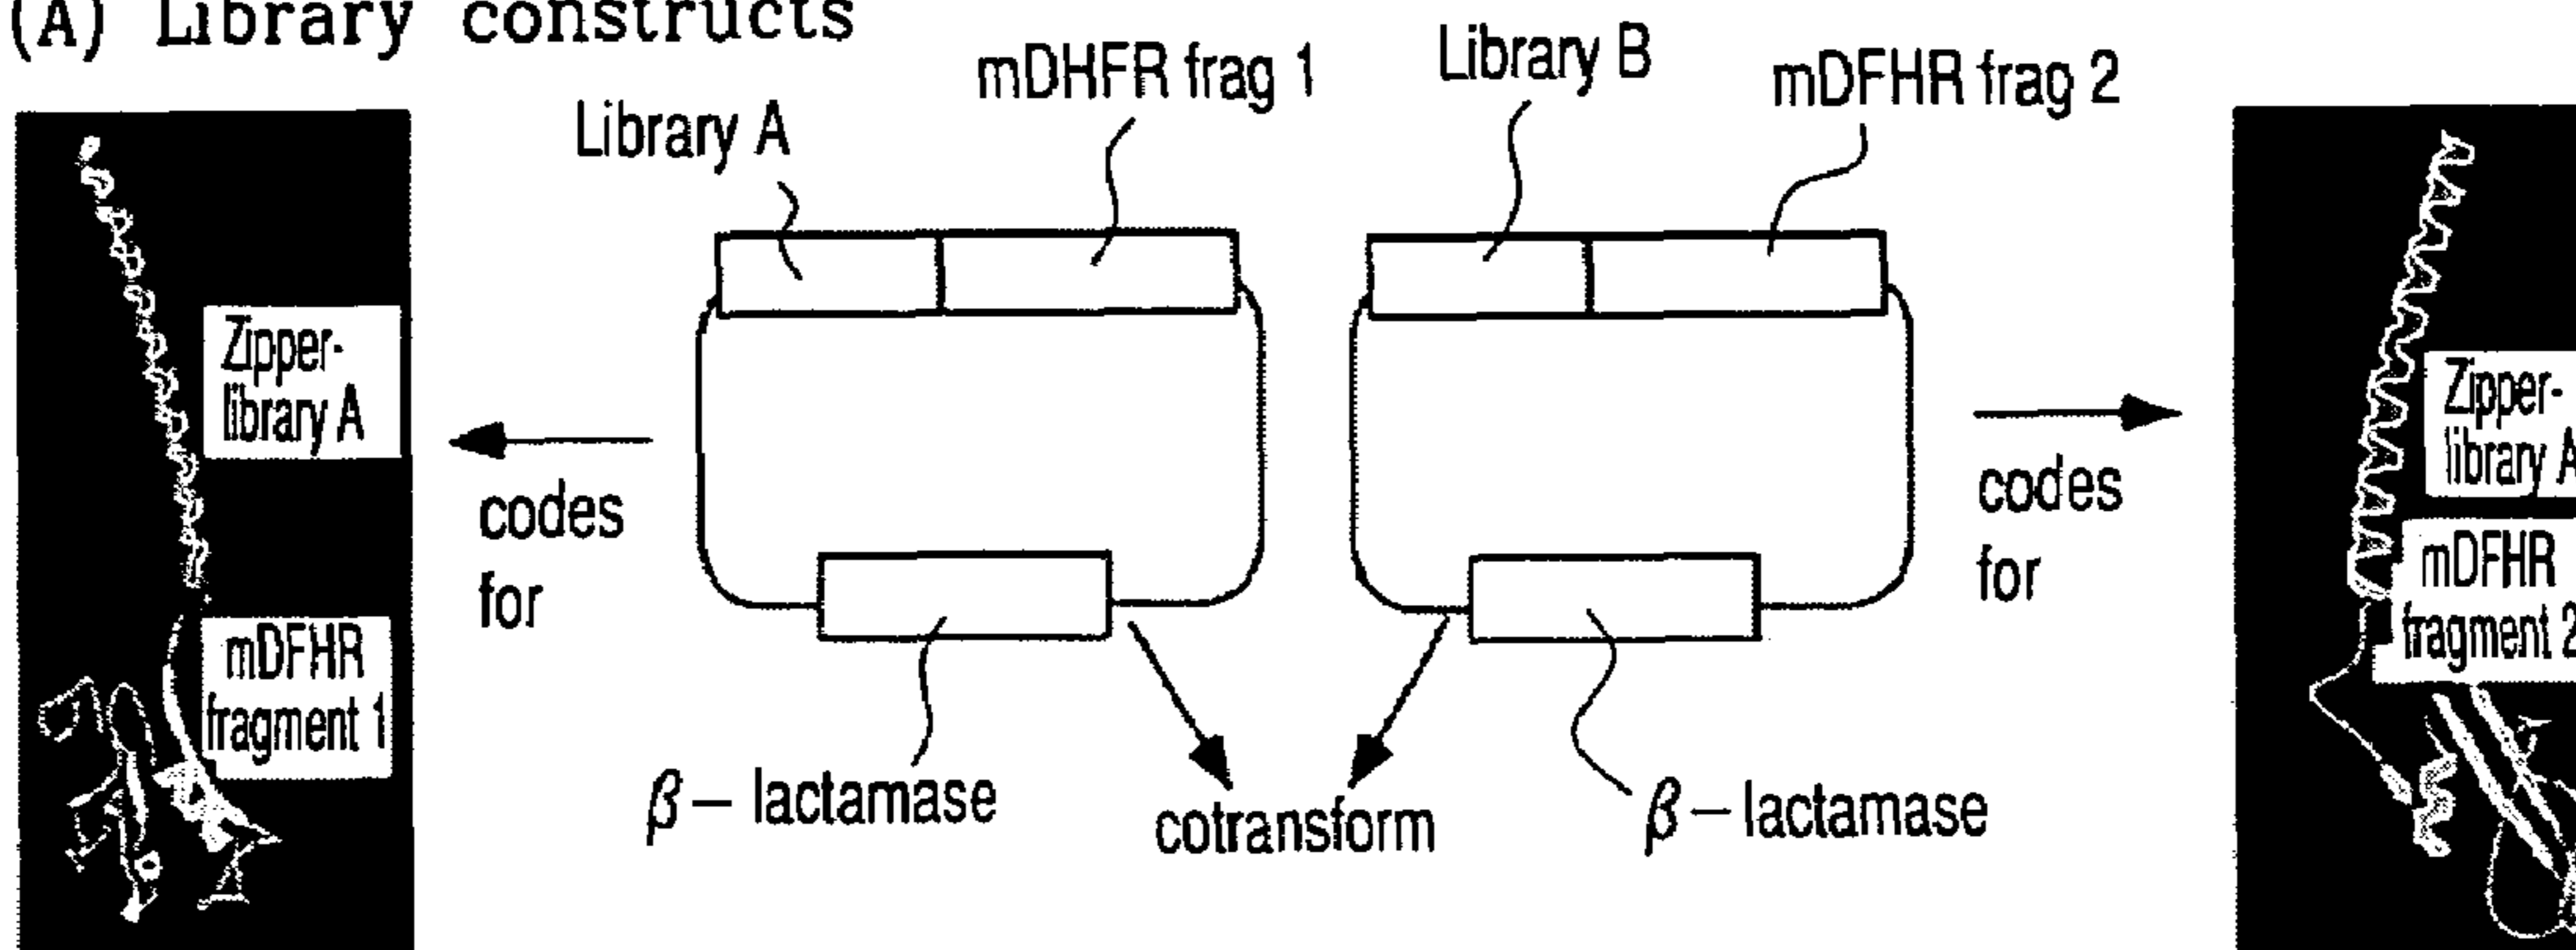 (A) Library constructs
mDHFR frag 1
Library B
mDFHR frag 2
Library A
Zipper-
library A
codes
for
mDFHR
fragment 1
β – lactamase
cotransform
β – lactamase
codes
for
Zipper-
library A
mDFHR
fragment 2